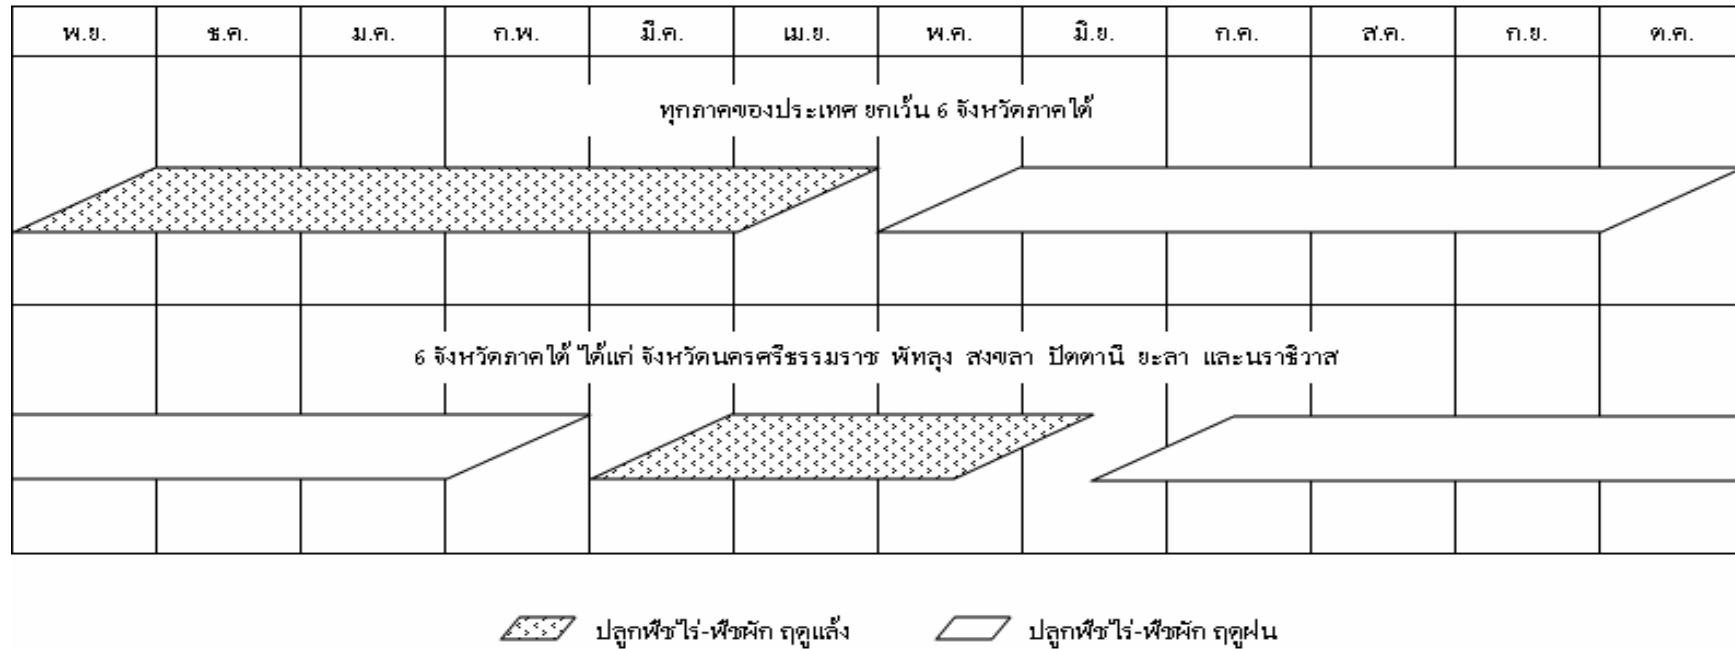 พ.ย. ธ.ค. ม.ค. ก.พ. มี.ค. เม.ย. พ.ค. มิ.ย. ก.ค. ส.ค. ก.ย. ต.ค.
ทุกภาคของประเทศ ยกเว้น 6 จังหวัดภาคใต้
6 จังหวัดภาคใต้ ได้แก่ จังหวัดนครศรีธรรมราช พัทลุง สงขลา ปัตตานี ยะลา และนราธิวาส
ปลูกพืชไร่-พืชผัก ฤดูแล้ง ปลูกพืชไร่-พืชผัก ฤดูฝน